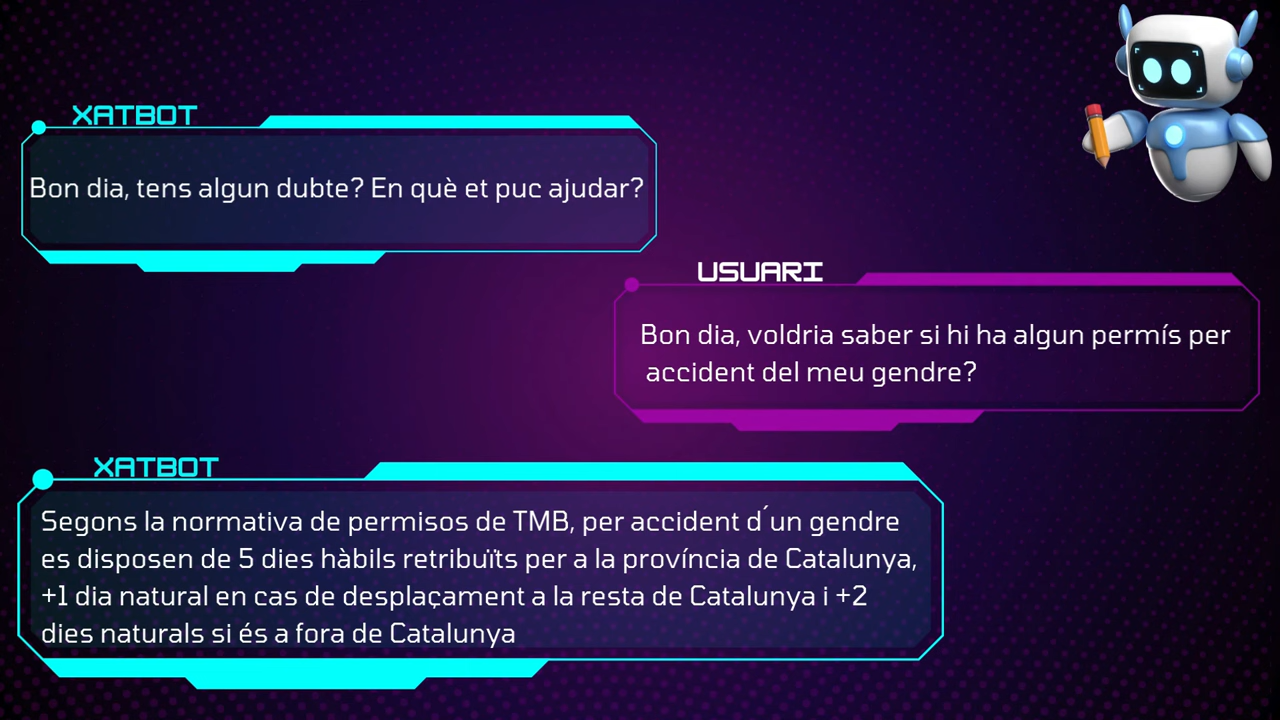 XATBOT
Bon dia, tens algun dubte? En què et puc ajudar?
USUARI
Bon dia, voldria saber si hi ha algun permís per
accident del meu gendre?
XATBOT
Segons la normativa de permisos de TMB, per accident d´un gendre
es disposen de 5 dies hàbils retribuïts per a la província de Catalunya,
+1 dia natural en cas de desplaçament a la resta de Catalunya i +2
dies naturals si és a fora de Catalunya